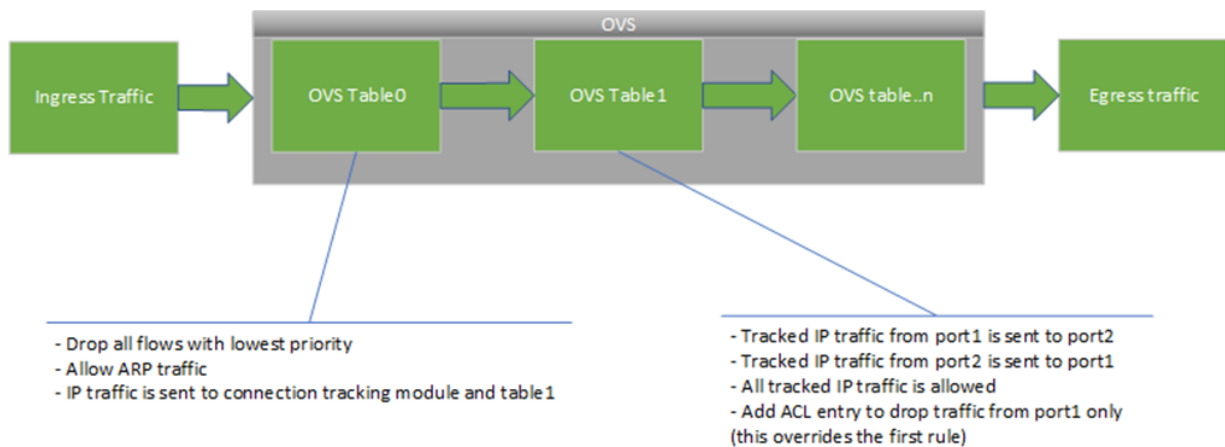 OVS
Ingress Traffic
OVS Table0
OVS Table1
OVS table..n
Egress traffic
- Drop all flows with lowest priority
- Allow ARP traffic
- IP traffic is sent to connection tracking module and table1
- Tracked IP traffic from port1 is sent to port2
- Tracked IP traffic from port2 is sent to port1
- All tracked IP traffic is allowed
- Add ACL entry to drop traffic from port1 only
(this overrides the first rule)